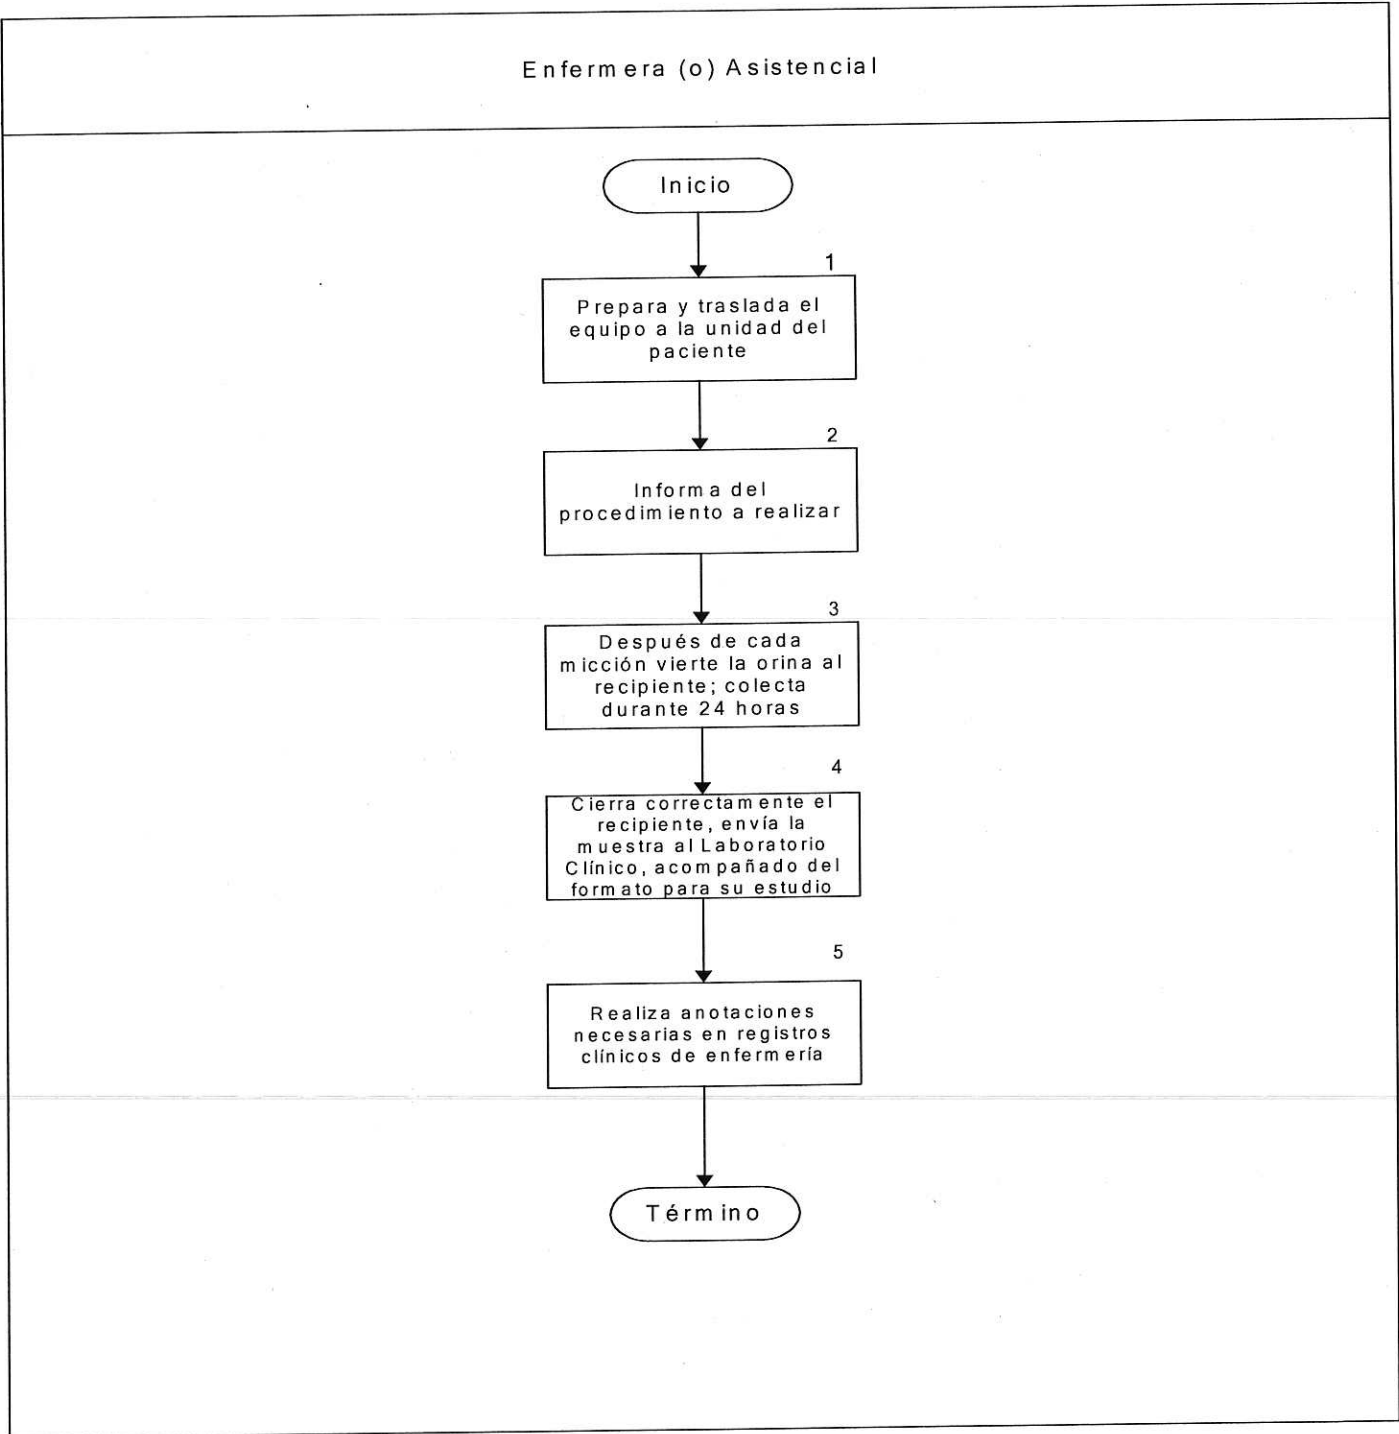 Enfermera (o) Asistencial
Inicio
1
Prepara y traslada el
equipo a la unidad del
paciente
2
Informa del
procedimiento a realizar
3
Después de cada
micción vierte la orina al
recipiente; colecta
durante 24 horas
4
Cierra correctamente el
recipiente, envía la
muestra al Laboratorio
Clínico, acompañado del
formato para su estudio
5
Realiza anotaciones
necesarias en registros
clínicos de enfermería
Término